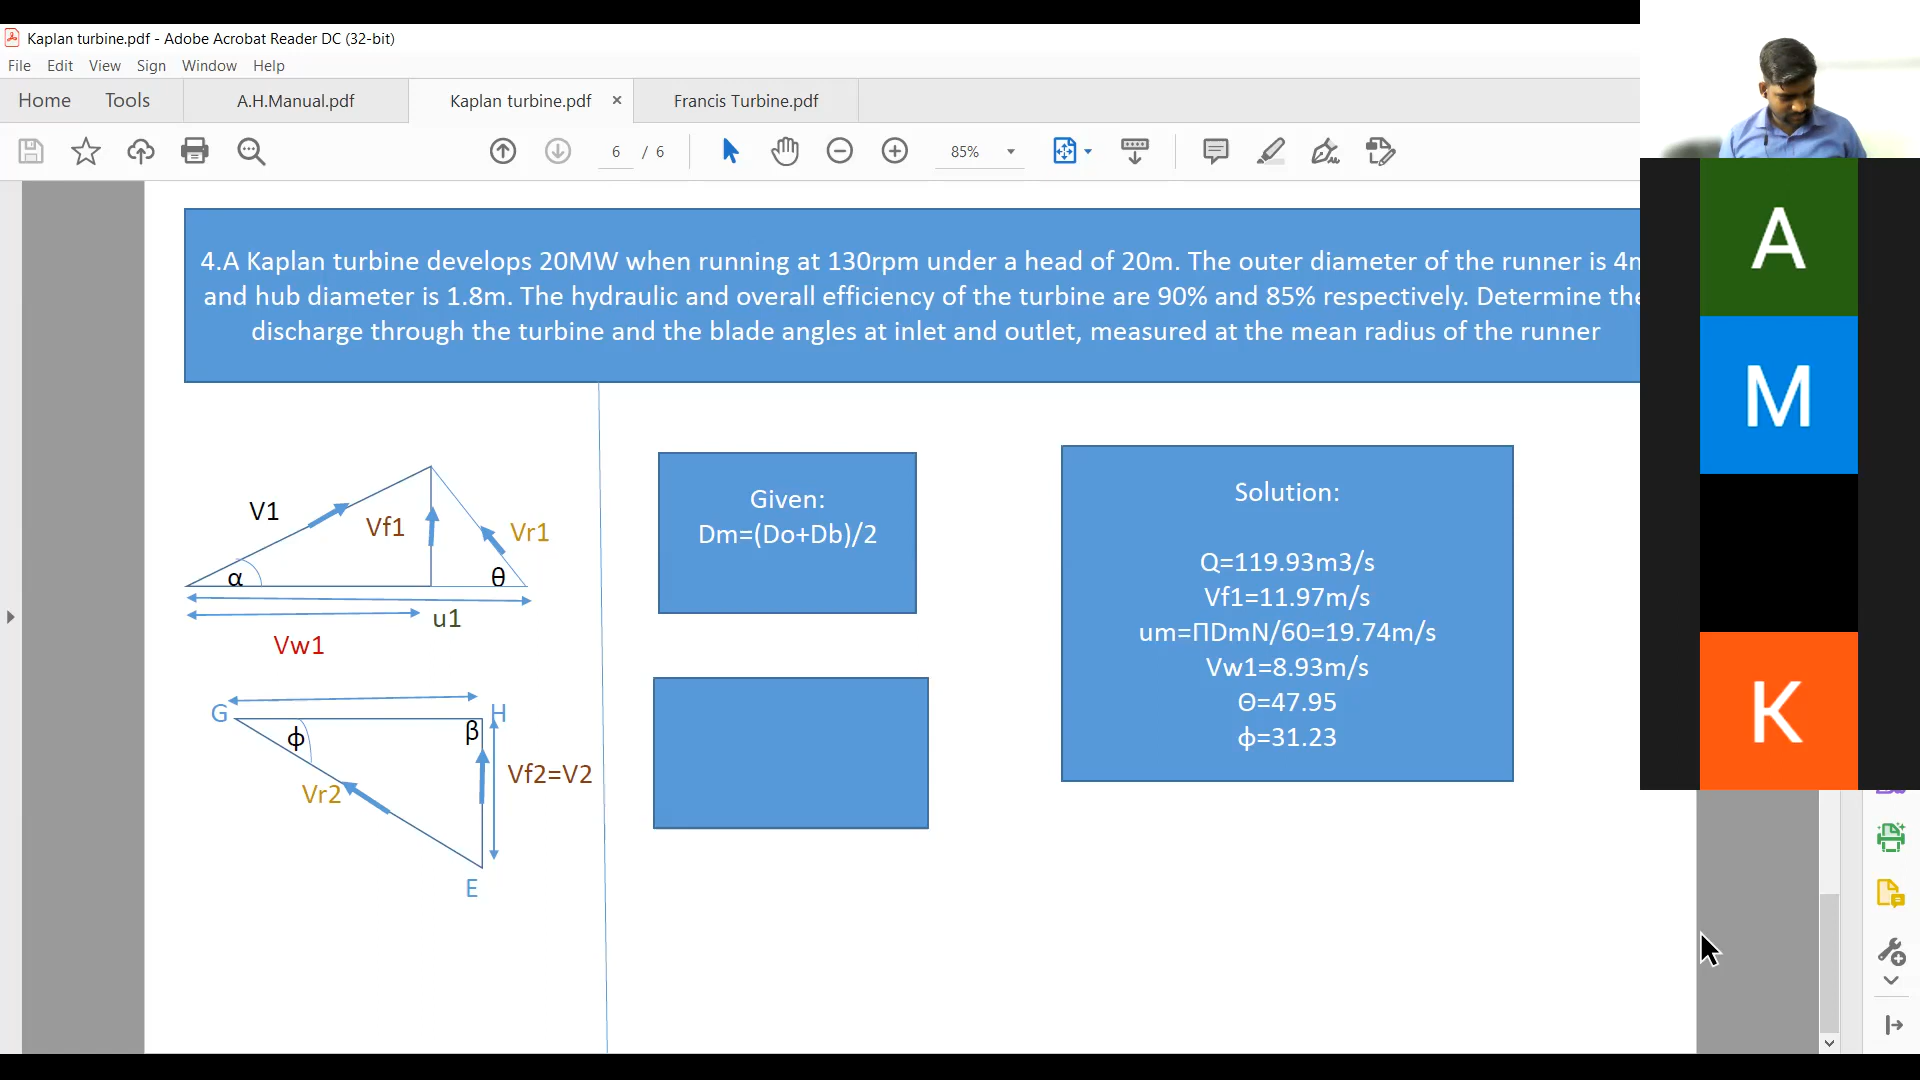 Kaplan turbine.pdf - Adobe Acrobat Reader DC (32-bit)
File Edit View Sign Window Help
Home Tools A.H.Manual.pdf Kaplan turbine.pdf × Francis Turbine.pdf
6 / 6 85%
4.A Kaplan turbine develops 20MW when running at 130rpm under a head of 20m. The outer diameter of the runner is
and hub diameter is 1.8m. The hydraulic and overall efficiency of the turbine are 90% and 85% respectively. Determine the
discharge through the turbine and the blade angles at inlet and outlet, measured at the mean radius of the runner
V1
Vf1
Vr1
α
θ
u1
Vw1
G
H
ϕ
β
Vf2=V2
Vr2
E
Given:
Dm=(Do+Db)/2
Solution:
Q=119.93m3/s
Vf1=11.97m/s
um=ΠDmN/60=19.74m/s
Vw1=8.93m/s
Θ=47.95
ϕ=31.23
A
M
K